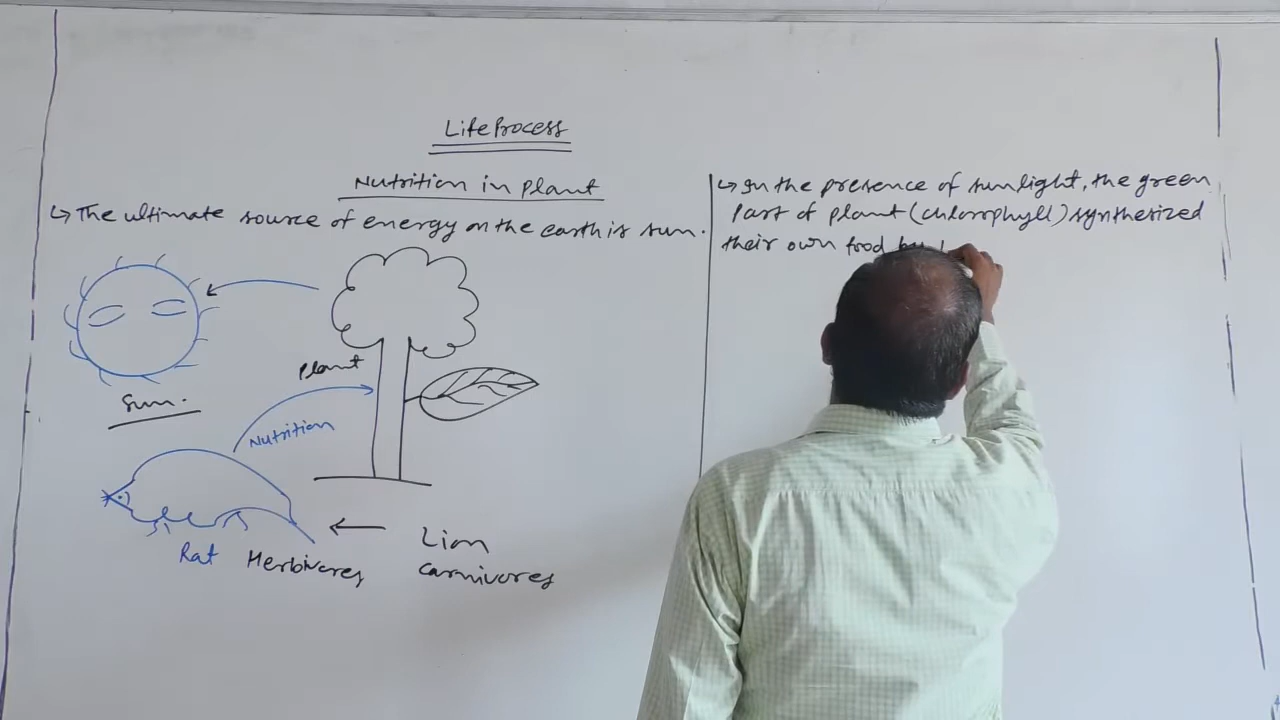 Life Process
Nutrition in plant
↳ The ultimate source of energy on the earth is sun.
Plant
Sun.
Nutrition
Rat
Herbivores
Lion
carnivores
↳ In the presence of sunlight, the green
Part of plant (chlorophyll) synthesized
their own food